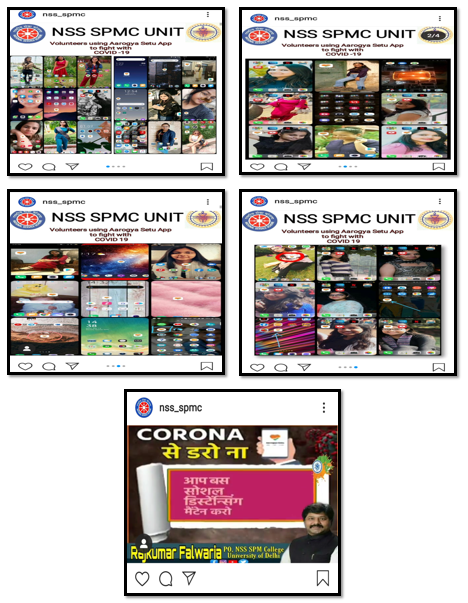 nss_spmc
NSS SPMC UNIT
Volunteers using Aarogya Setu App
to fight with
COVID -19
nss_spmc
2/4
NSS SPMC UNIT
Volunteers using Aarogya Setu App
to fight with
COVID-19
nss_spmc
NSS SPMC UNIT
Volunteers using Aarogya Setu App
to fight with
COVID 19
nss_spmc
NSS SPMC UNIT
Volunteers using Aarogya Setu App
to fight with
COVID 19
nss_spmc
CORONA
से डरो ना
आप बस
सोशल
डिस्टेन्सिंग
मैंटेन करो
Rajkumar Falwaria PO, NSS SPM College
University of Delhi